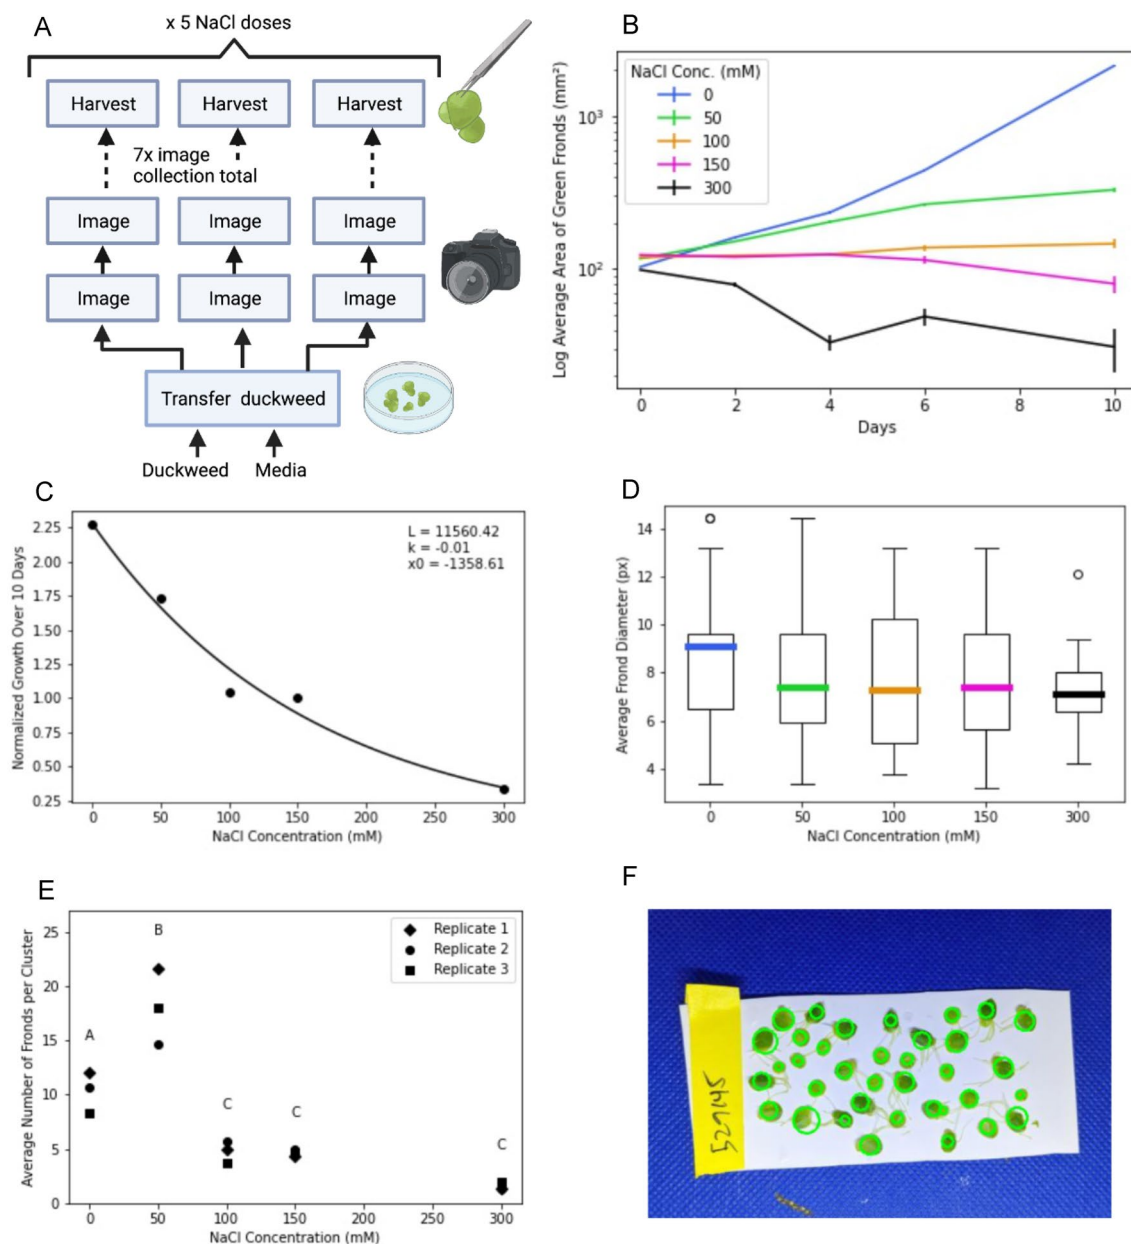 A
x 5 NaCl doses
Harvest
Harvest
Harvest
7x image
collection total
Image
Image
Image
Image
Image
Image
Transfer duckweed
Duckweed
Media
B
NaCl Conc. (mM)
0
50
100
150
300
Log Average Area of Green Fronds (mm²)
10³
10²
0
2
4
6
8
10
Days
C
L = 11560.42
k = -0.01
x0 = -1358.61
Normalized Growth Over 10 Days
2.25
2.00
1.75
1.50
1.25
1.00
0.75
0.50
0.25
0
50
100
150
200
250
300
NaCl Concentration (mM)
D
Average Frond Diameter (px)
14
12
10
8
6
4
0
50
100
150
300
NaCl Concentration (mM)
E
Replicate 1
Replicate 2
Replicate 3
Average Number of Fronds per Cluster
25
20
15
10
5
0
A
B
C
C
C
0
50
100
150
200
250
300
NaCl Concentration (mM)
F